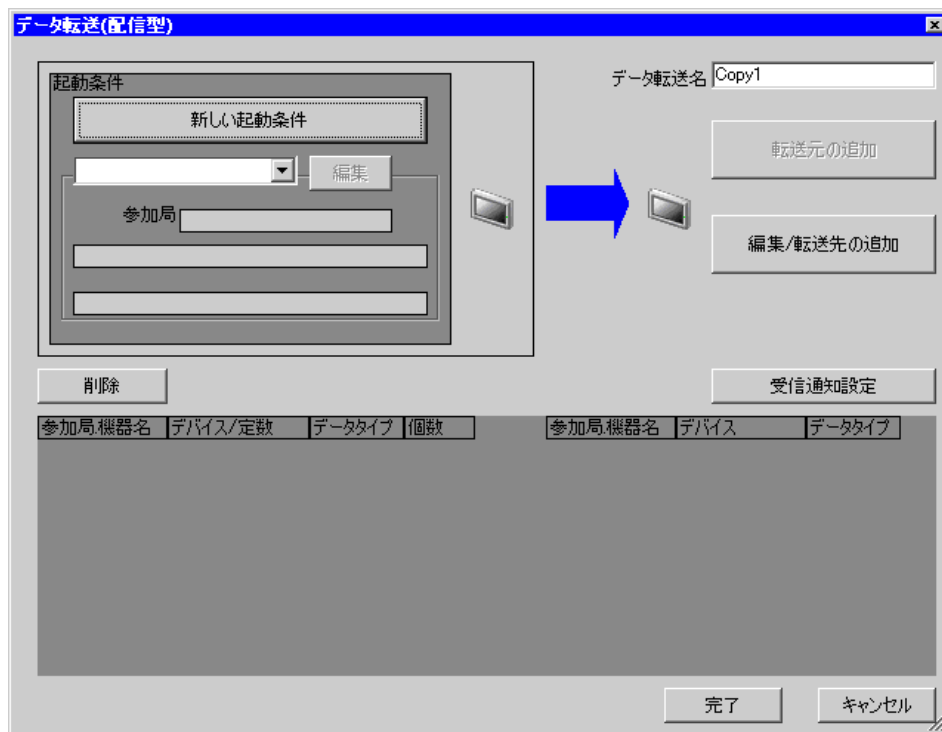 データ転送(配信型)
起動条件
新しい起動条件
編集
参加局
データ転送名 Copy1
転送元の追加
編集/転送先の追加
削除
受信通知設定
参加局.機器名 デバイス/定数 データタイプ 個数 参加局.機器名 デバイス データタイプ
完了 キャンセル